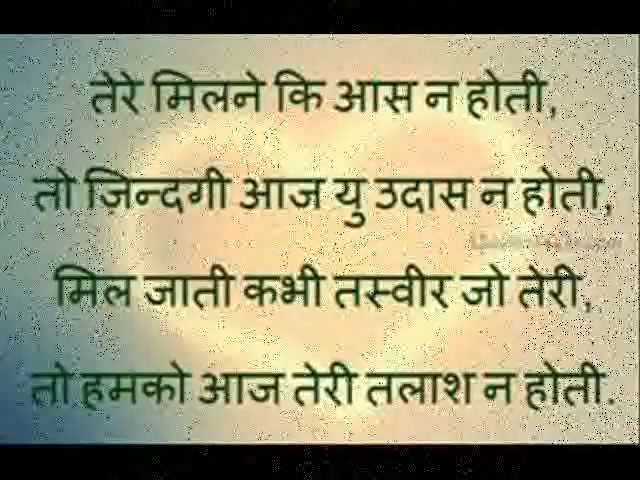 तेरे मिलने कि आस न होती,
तो ज़िन्दगी आज यु उदास न होती,
मिल जाती कभी तस्वीर जो तेरी,
तो हमको आज तेरी तलाश न होती.